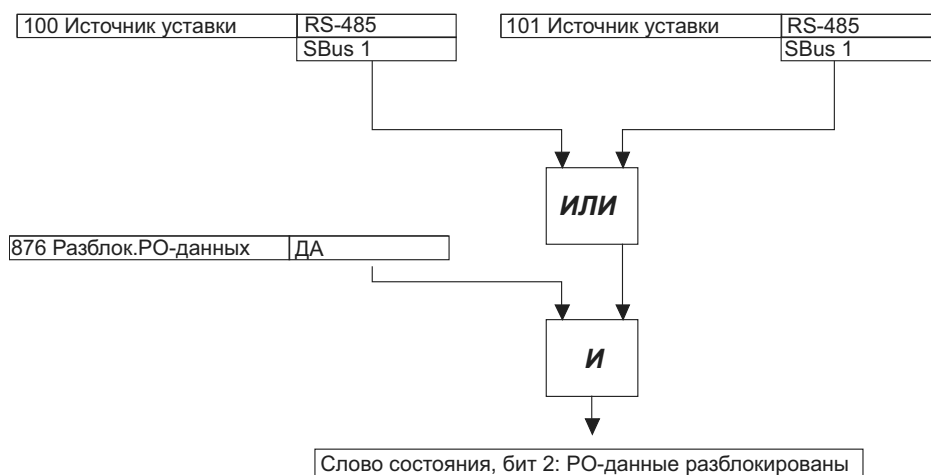 100 Источник уставки RS-485 101 Источник уставки RS-485
SBus 1 SBus 1
ИЛИ
876 Разблок.PO-данных ДА
И
Слово состояния, бит 2: PO-данные разблокированы